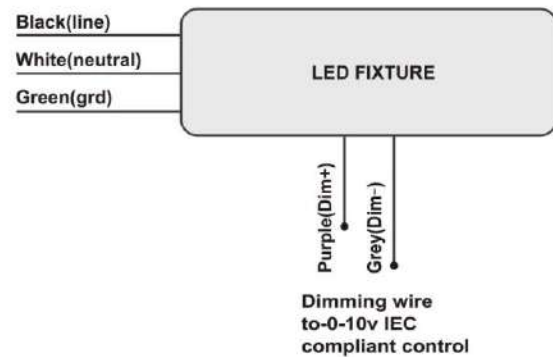 Black(line)
White(neutral)
Green(grd)
LED FIXTURE
Purple(Dim+)
Grey(Dim-)
Dimming wire
to-0-10v IEC
compliant control